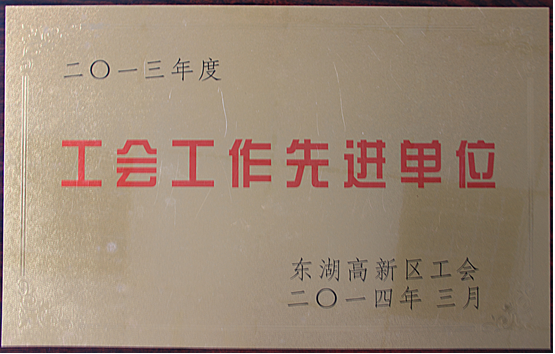 二〇一三年度
工会工作先进单位
东湖高新区工会
二〇一四年 三月